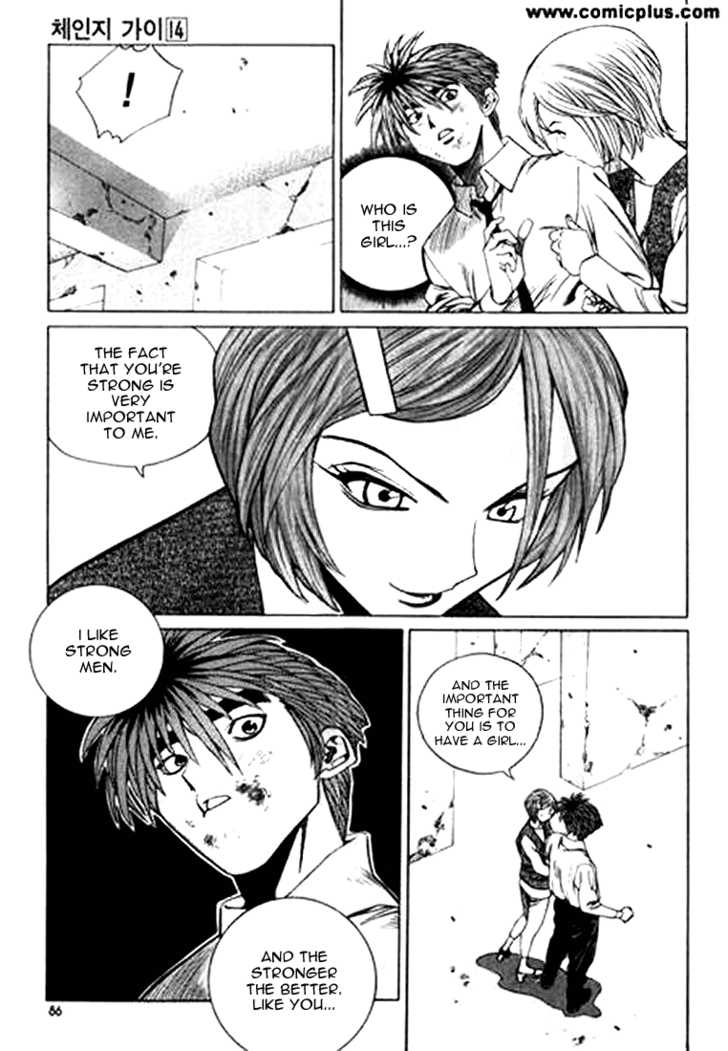 체인지 가이 14
www.comicplus.com
!
WHO IS
THIS
GIRL...?
THE FACT
THAT YOU'RE
STRONG IS
VERY
IMPORTANT
TO ME.
I LIKE
STRONG
MEN.
AND THE
IMPORTANT
THING FOR
YOU IS TO
HAVE A GIRL...
AND THE
STRONGER
THE BETTER.
LIKE YOU...
86